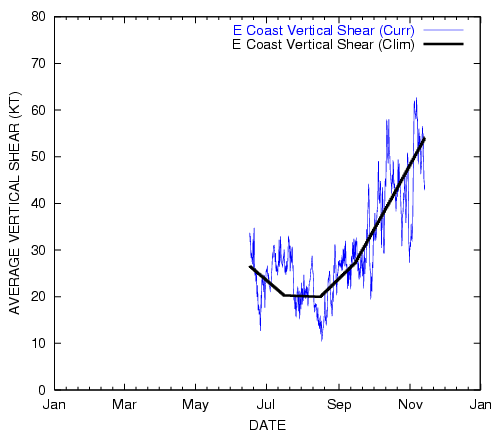 E Coast Vertical Shear (Curr)
E Coast Vertical Shear (Clim)
AVERAGE VERTICAL SHEAR (KT)
80
70
60
50
40
30
20
10
0
Jan Mar May Jul Sep Nov Jan
DATE